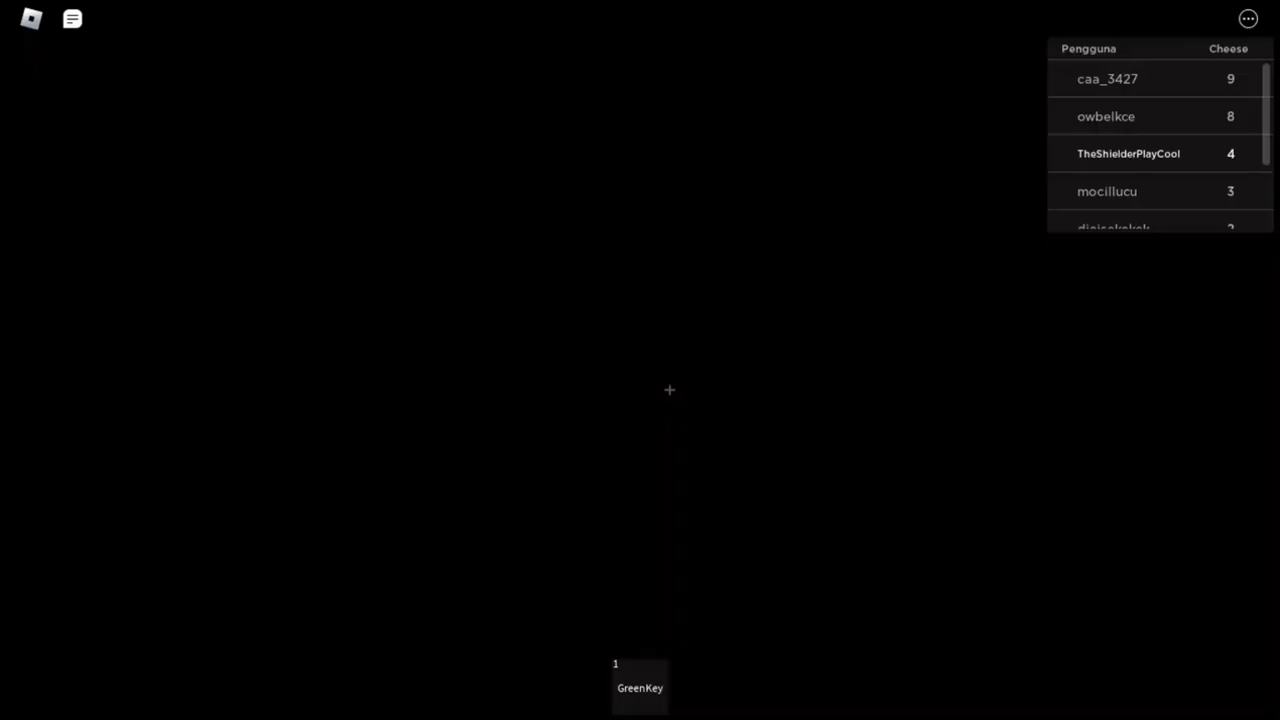 Pengguna Cheese
caa_3427 9
owbelkce 8
TheShielderPlayCool 4
mocillucu 3
1
GreenKey